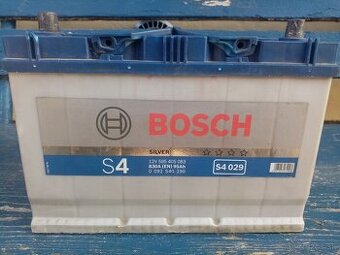 BOSCH
SILVER
S4
12V 595 405 083
830A (EN) 95Ah
0 092 S40 290
S4 029